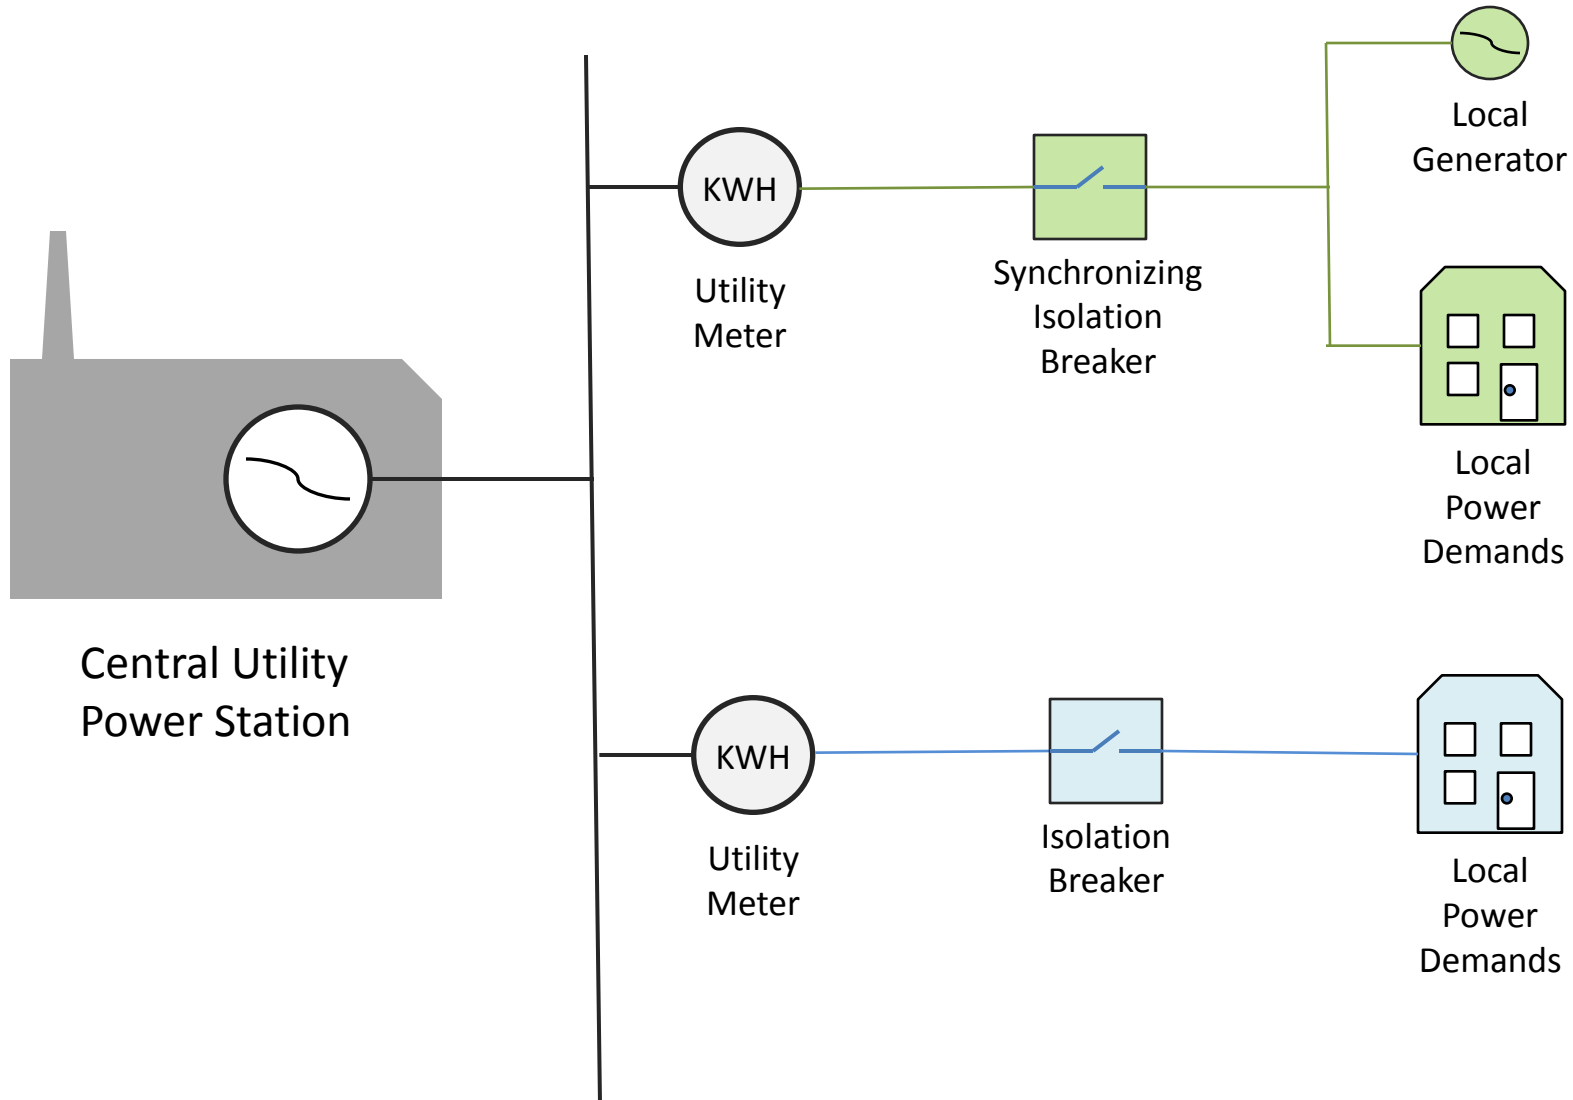 Local
Generator
KWH
Utility
Meter
Synchronizing
Isolation
Breaker
Local
Power
Demands
Central Utility
Power Station
KWH
Utility
Meter
Isolation
Breaker
Local
Power
Demands